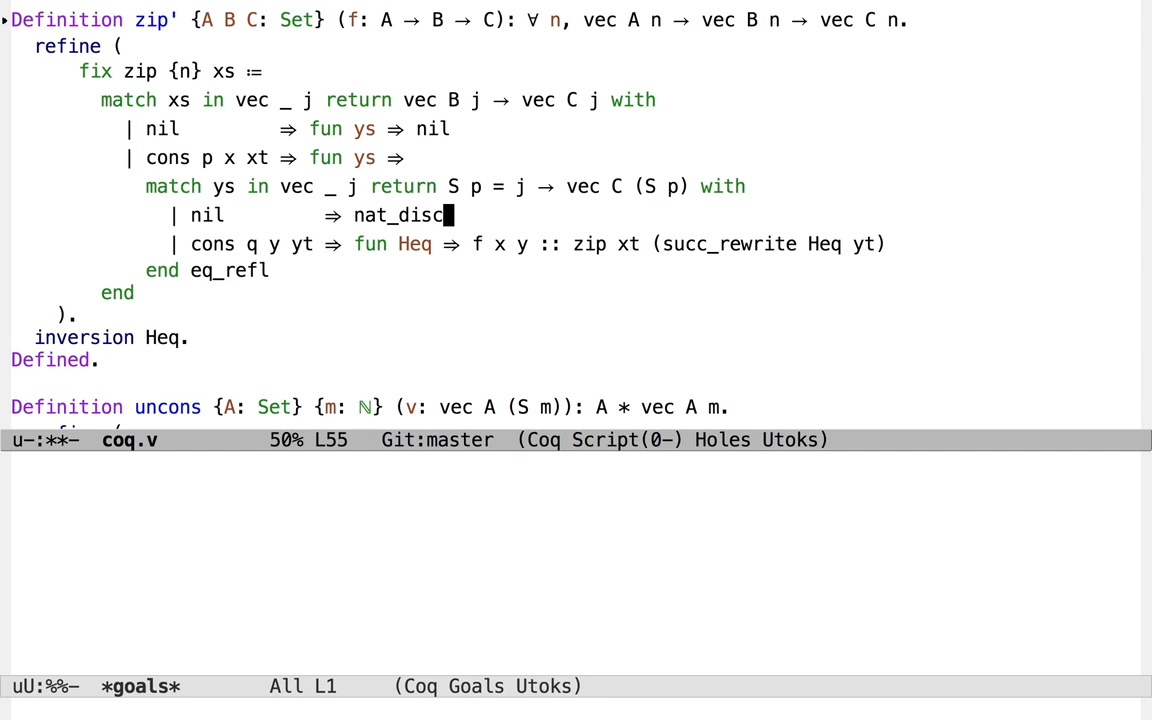 Definition zip' {A B C: Set} (f: A → B → C): ∀ n, vec A n → vec B n → vec C n.
refine (
fix zip {n} xs ≔
match xs in vec _ j return vec B j → vec C j with
| nil ⇒ fun ys ⇒ nil
| cons p x xt ⇒ fun ys ⇒
match ys in vec _ j return S p = j → vec C (S p) with
| nil ⇒ nat_disc
| cons q y yt ⇒ fun Heq ⇒ f x y :: zip xt (succ_rewrite Heq yt)
end eq_refl
end
).
inversion Heq.
Defined.
Definition uncons {A: Set} {m: ℕ} (v: vec A (S m)): A * vec A m.
u-:**- coq.v 50% L55 Git:master (Coq Script(0-) Holes Utoks)
uU:%%- *goals* All L1 (Coq Goals Utoks)